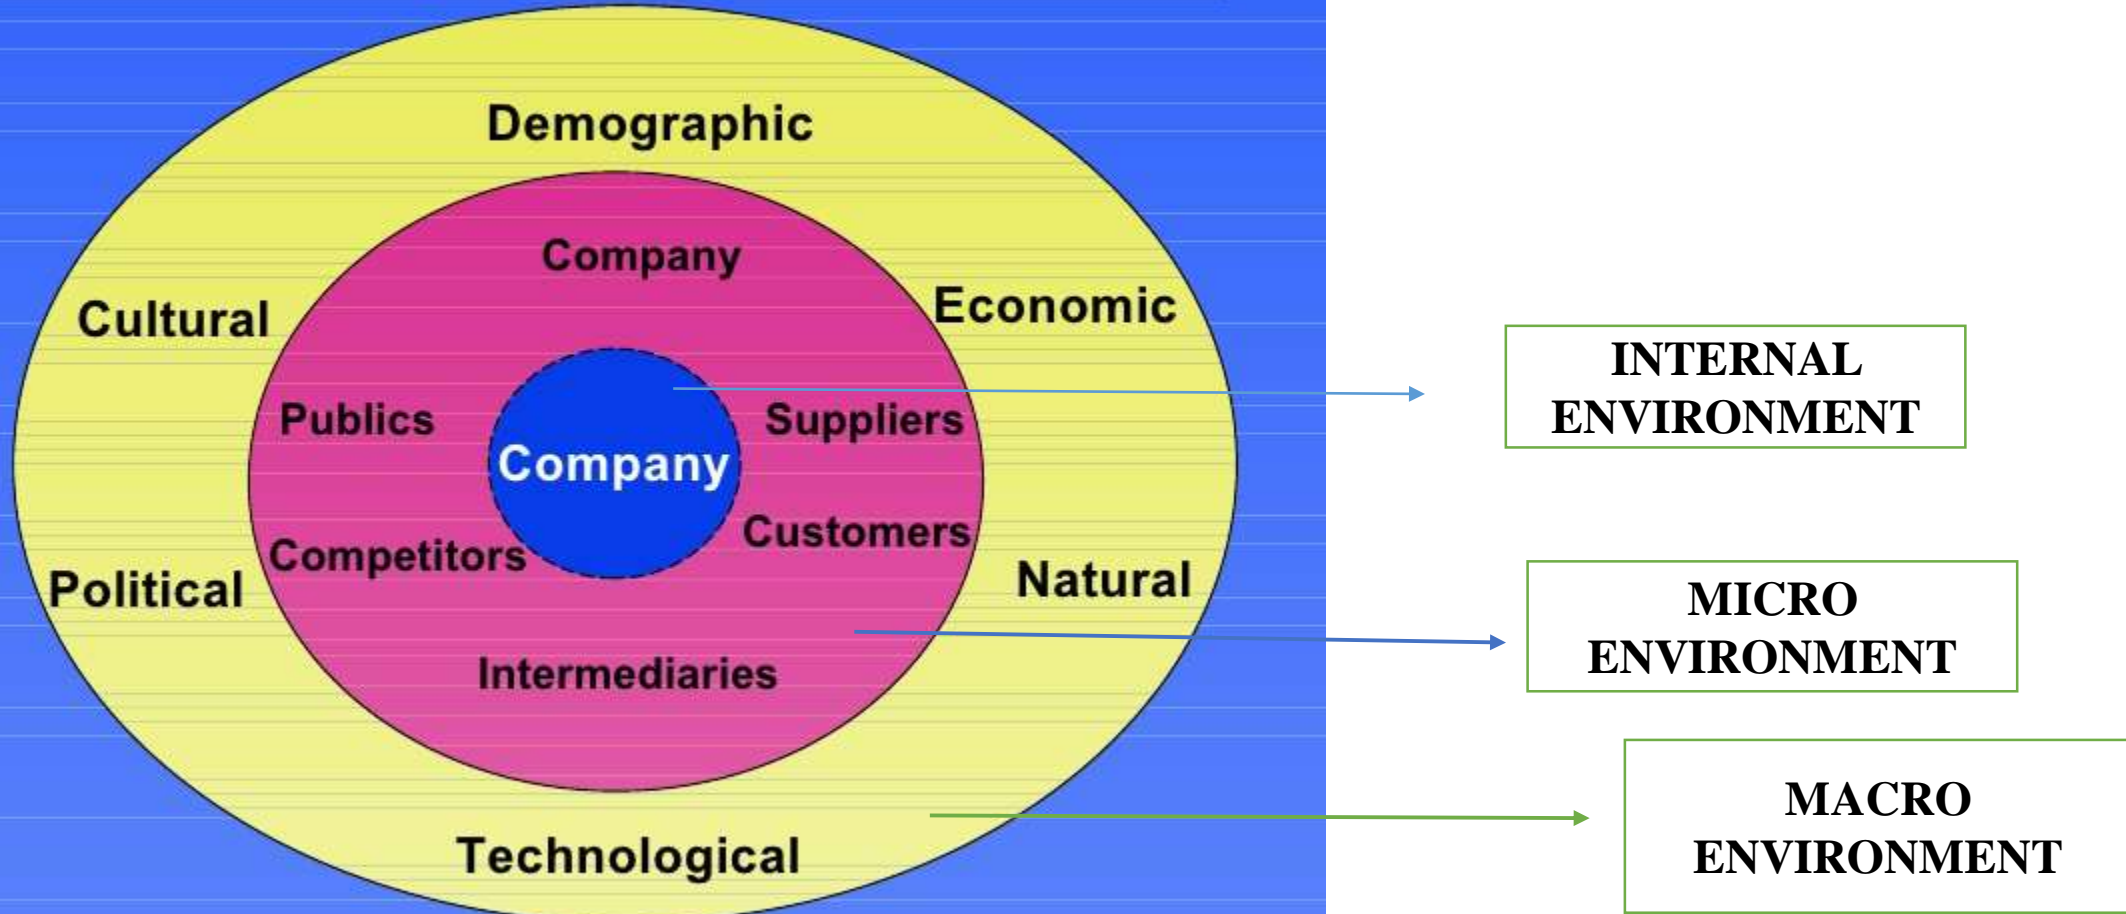 Demographic
Company
Cultural
Economic
Publics
Suppliers
Company
Competitors
Customers
Political
Natural
Intermediaries
Technological
INTERNAL
ENVIRONMENT
MICRO
ENVIRONMENT
MACRO
ENVIRONMENT